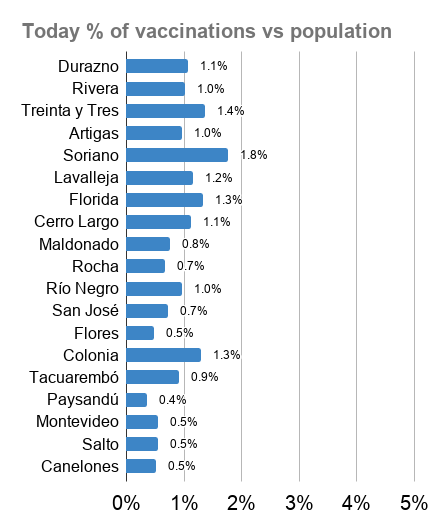 Today % of vaccinations vs population
Durazno 1.1%
Rivera 1.0%
Treinta y Tres 1.4%
Artigas 1.0%
Soriano 1.8%
Lavalleja 1.2%
Florida 1.3%
Cerro Largo 1.1%
Maldonado 0.8%
Rocha 0.7%
Río Negro 1.0%
San José 0.7%
Flores 0.5%
Colonia 1.3%
Tacuarembó 0.9%
Paysandú 0.4%
Montevideo 0.5%
Salto 0.5%
Canelones 0.5%
0% 1% 2% 3% 4% 5%